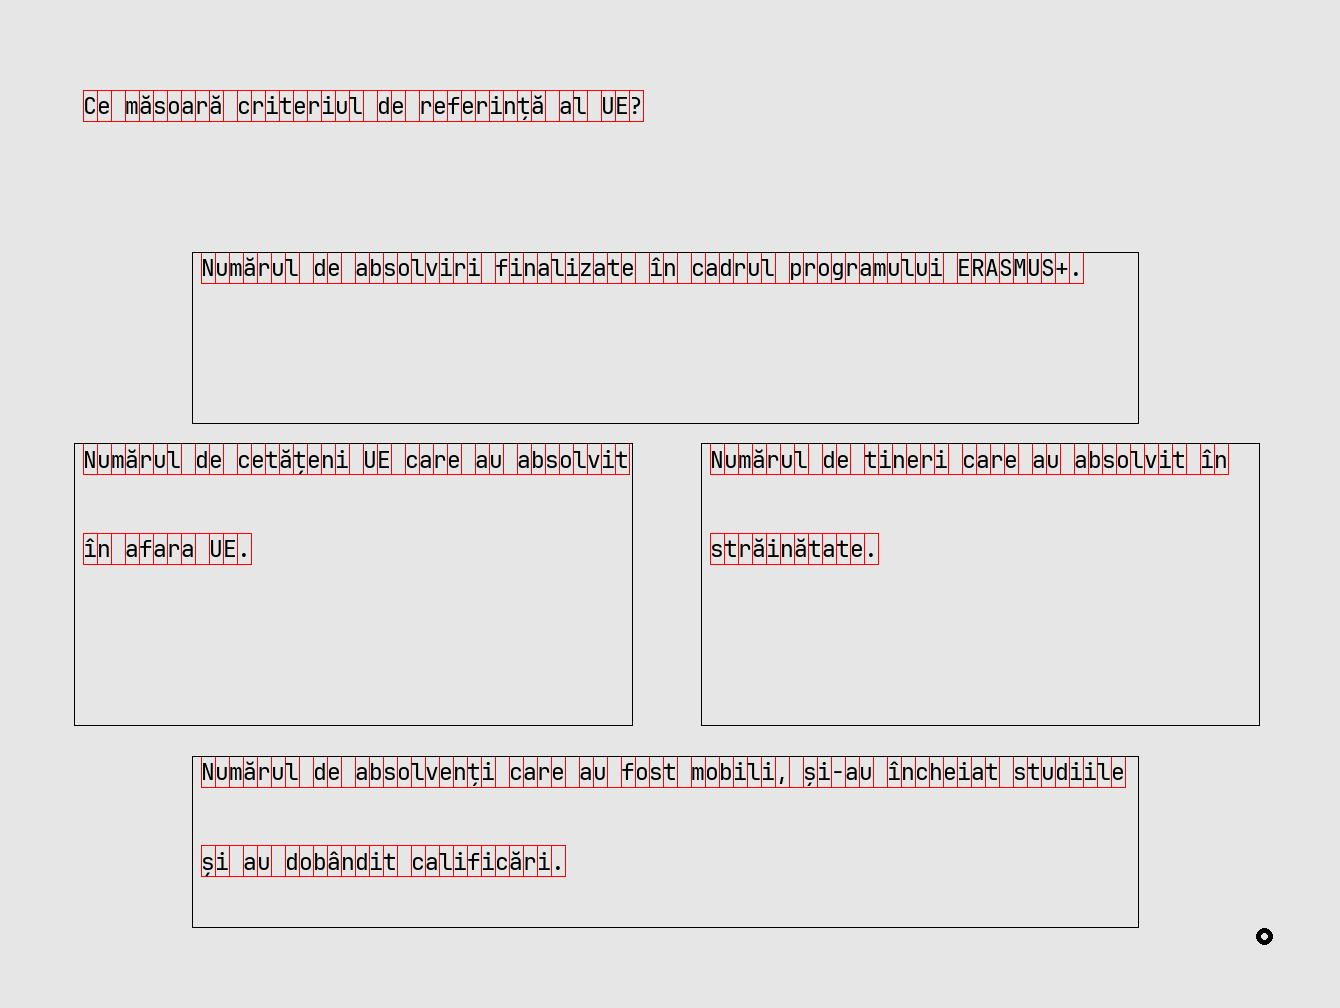 Ce măsoară criteriul de referință al UE?
Numărul de absolviri finalizate în cadrul programului ERASMUS+.
Numărul de cetățeni UE care au absolvit
în afara UE.
Numărul de tineri care au absolvit în
străinătate.
Numărul de absolvenți care au fost mobili, și-au încheiat studiile
și au dobândit calificări.